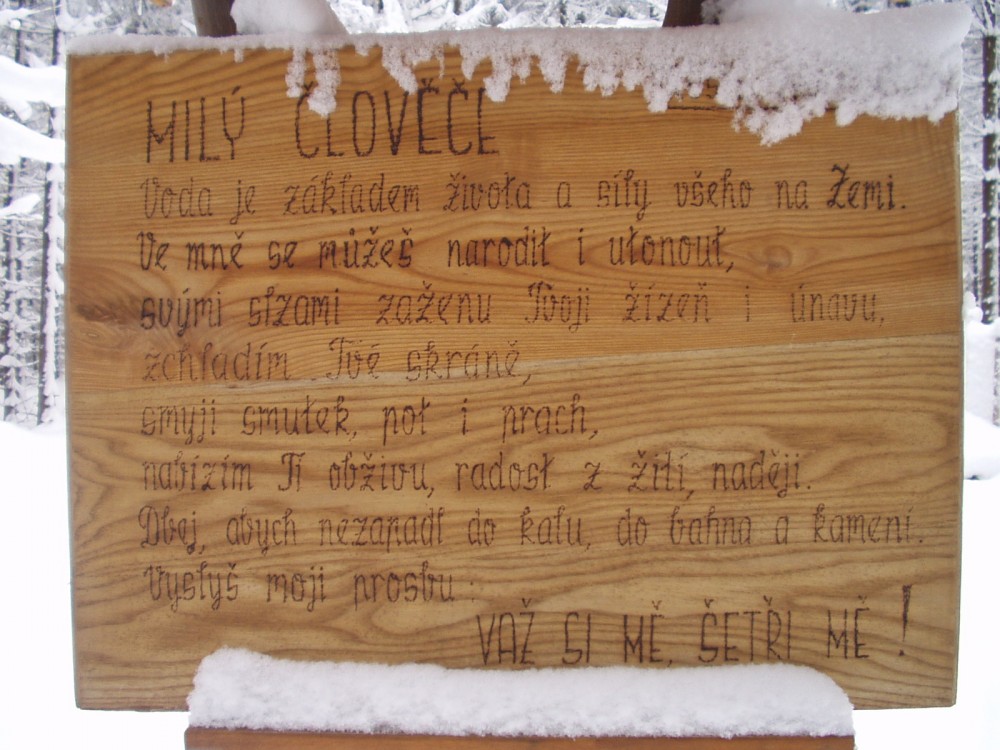 MILÝ ČLOVĚČE
Voda je základem života a síly všeho na Zemi.
Ve mně se můžeš narodit i utonout,
svými slzami zaženu Tvoji žízeň i únavu,
zchladím Tvé skráně,
smyji smutek, pot i prach,
nabízím Ti obživu, radost z žití, naději.
Dbej, abych nezapadl do kalu, do bahna a kamení.
Vyslyš moji prosbu:
VAŽ SI MĚ, ŠETŘI MĚ !